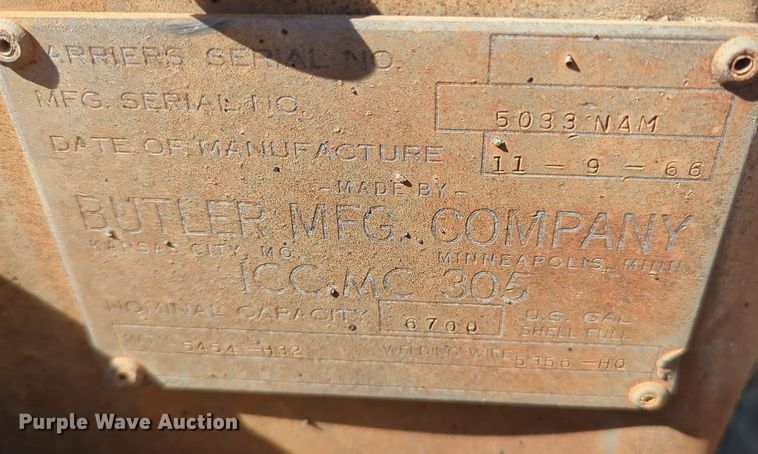 CARRIERS SERIAL NO.
MFG. SERIAL NO. 5033 NAM
DATE OF MANUFACTURE 11 - 9 - 66
- MADE BY -
BUTLER MFG. COMPANY
KANSAS CITY, MO. MINNEAPOLIS, MINN.
ICC MC 305
NOMINAL CAPACITY 6700 U.S. GAL. SHELL FULL
5454 - H32 WELDING WIRE 5356 - HQ
Purple Wave Auction